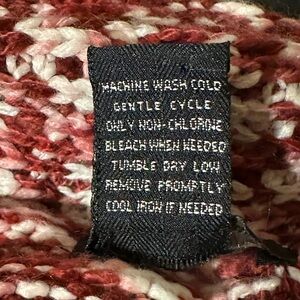 MACHINE WASH COLD
GENTLE CYCLE
ONLY NON-CHLORINE
BLEACH WHEN NEEDED
TUMBLE DRY LOW
REMOVE PROMPTLY
COOL IRON IF NEEDED